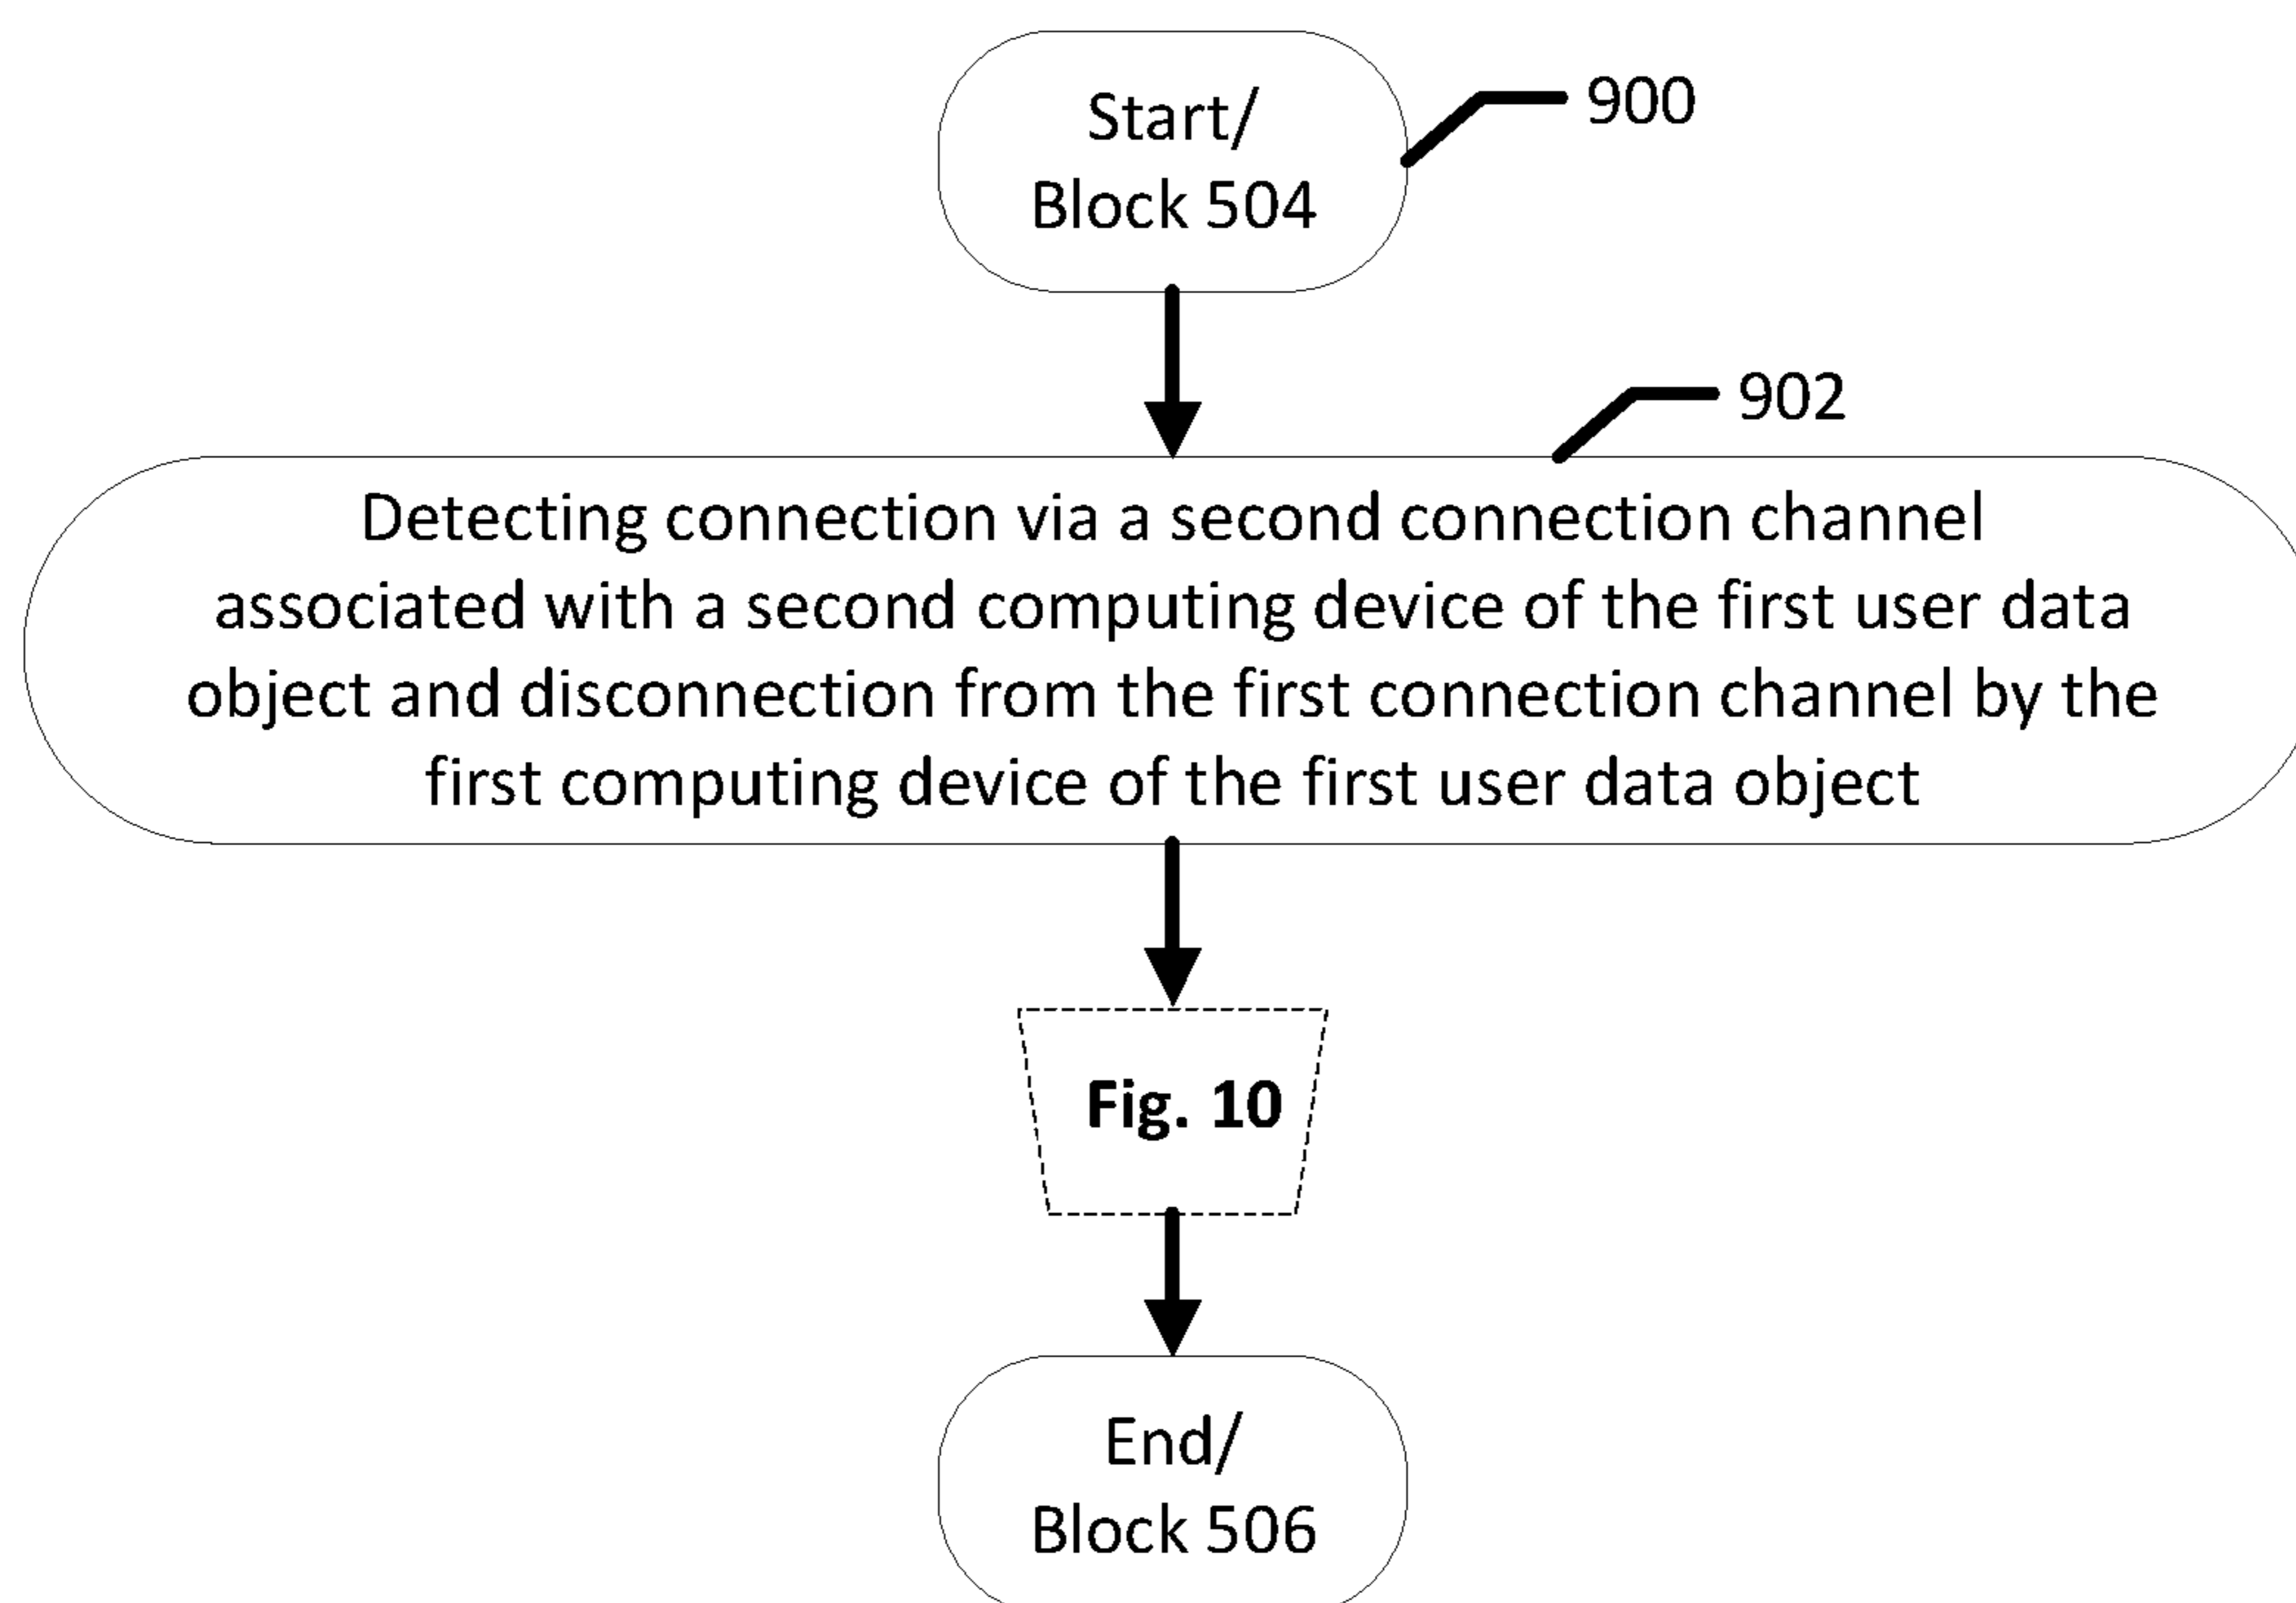 Start/
Block 504
900
902
Detecting connection via a second connection channel
associated with a second computing device of the first user data
object and disconnection from the first connection channel by the
first computing device of the first user data object
Fig. 10
End/
Block 506